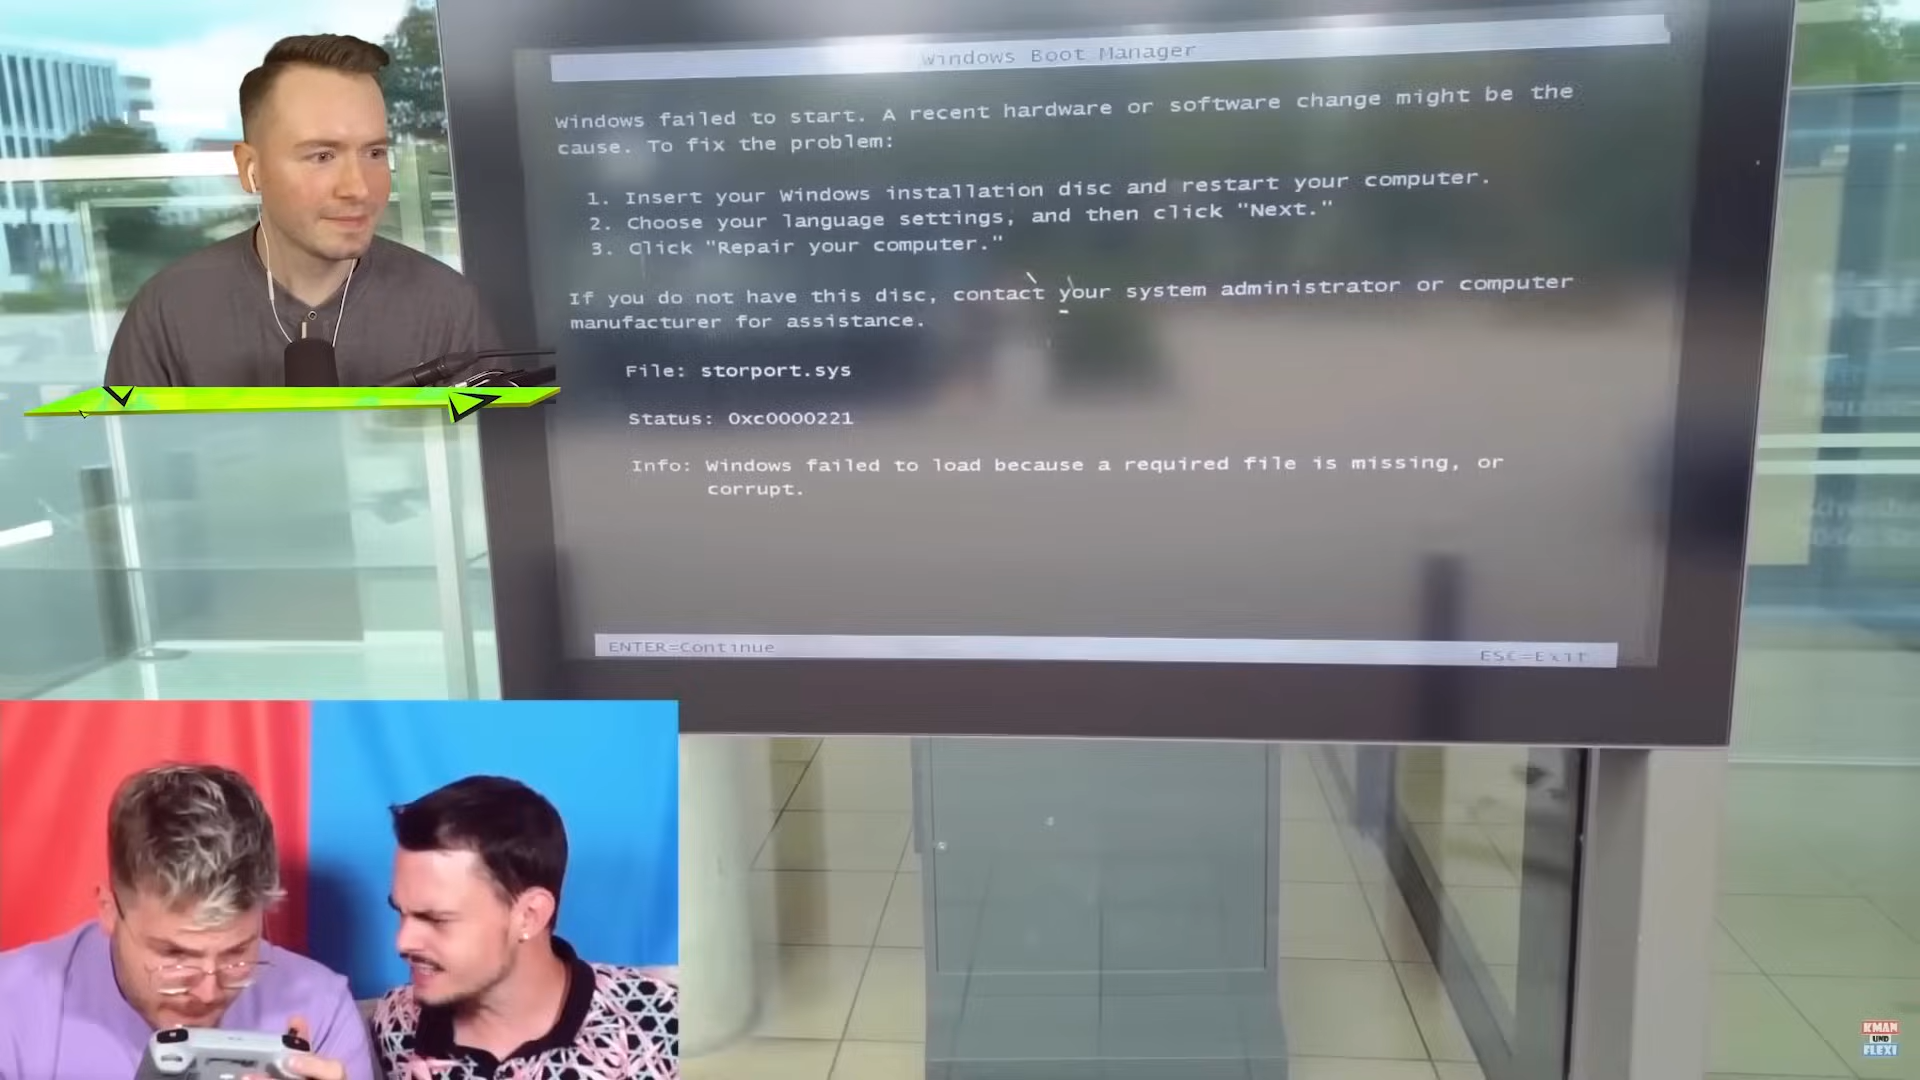 Windows Boot Manager
Windows failed to start. A recent hardware or software change might be the
cause. To fix the problem:
1. Insert your Windows installation disc and restart your computer.
2. Choose your language settings, and then click "Next."
3. Click "Repair your computer."
If you do not have this disc, contact your system administrator or computer
manufacturer for assistance.
File: storport.sys
Status: 0xc0000221
Info: Windows failed to load because a required file is missing, or
corrupt.
ENTER=Continue
ESC=Exit
KMAN
UND
FLEXI